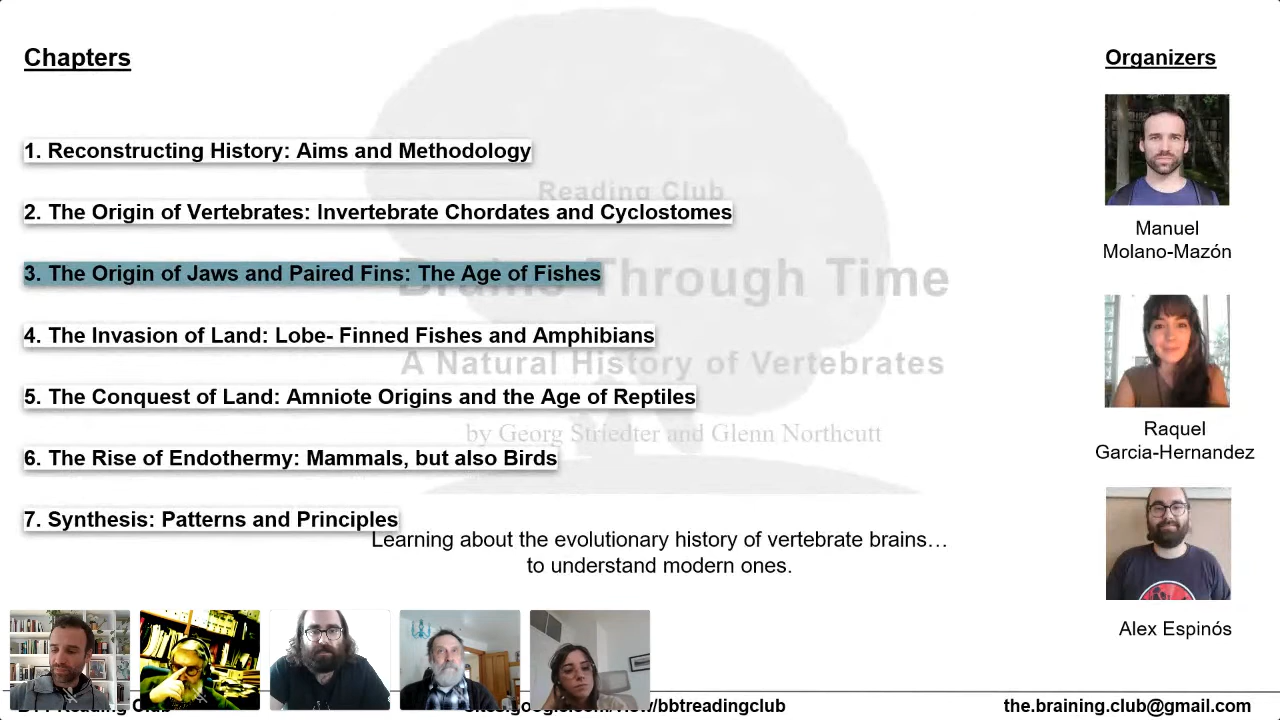 Chapters
1. Reconstructing History: Aims and Methodology
2. The Origin of Vertebrates: Invertebrate Chordates and Cyclostomes
3. The Origin of Jaws and Paired Fins: The Age of Fishes
4. The Invasion of Land: Lobe- Finned Fishes and Amphibians
5. The Conquest of Land: Amniote Origins and the Age of Reptiles
6. The Rise of Endothermy: Mammals, but also Birds
7. Synthesis: Patterns and Principles
Reading Club
Brains Through Time
A Natural History of Vertebrates
by Georg Striedter and Glenn Northcutt
Learning about the evolutionary history of vertebrate brains…
to understand modern ones.
Organizers
Manuel
Molano-Mazón
Raquel
Garcia-Hernandez
Alex Espinós
Reading Club
/bbtreadingclub
the.braining.club@gmail.com